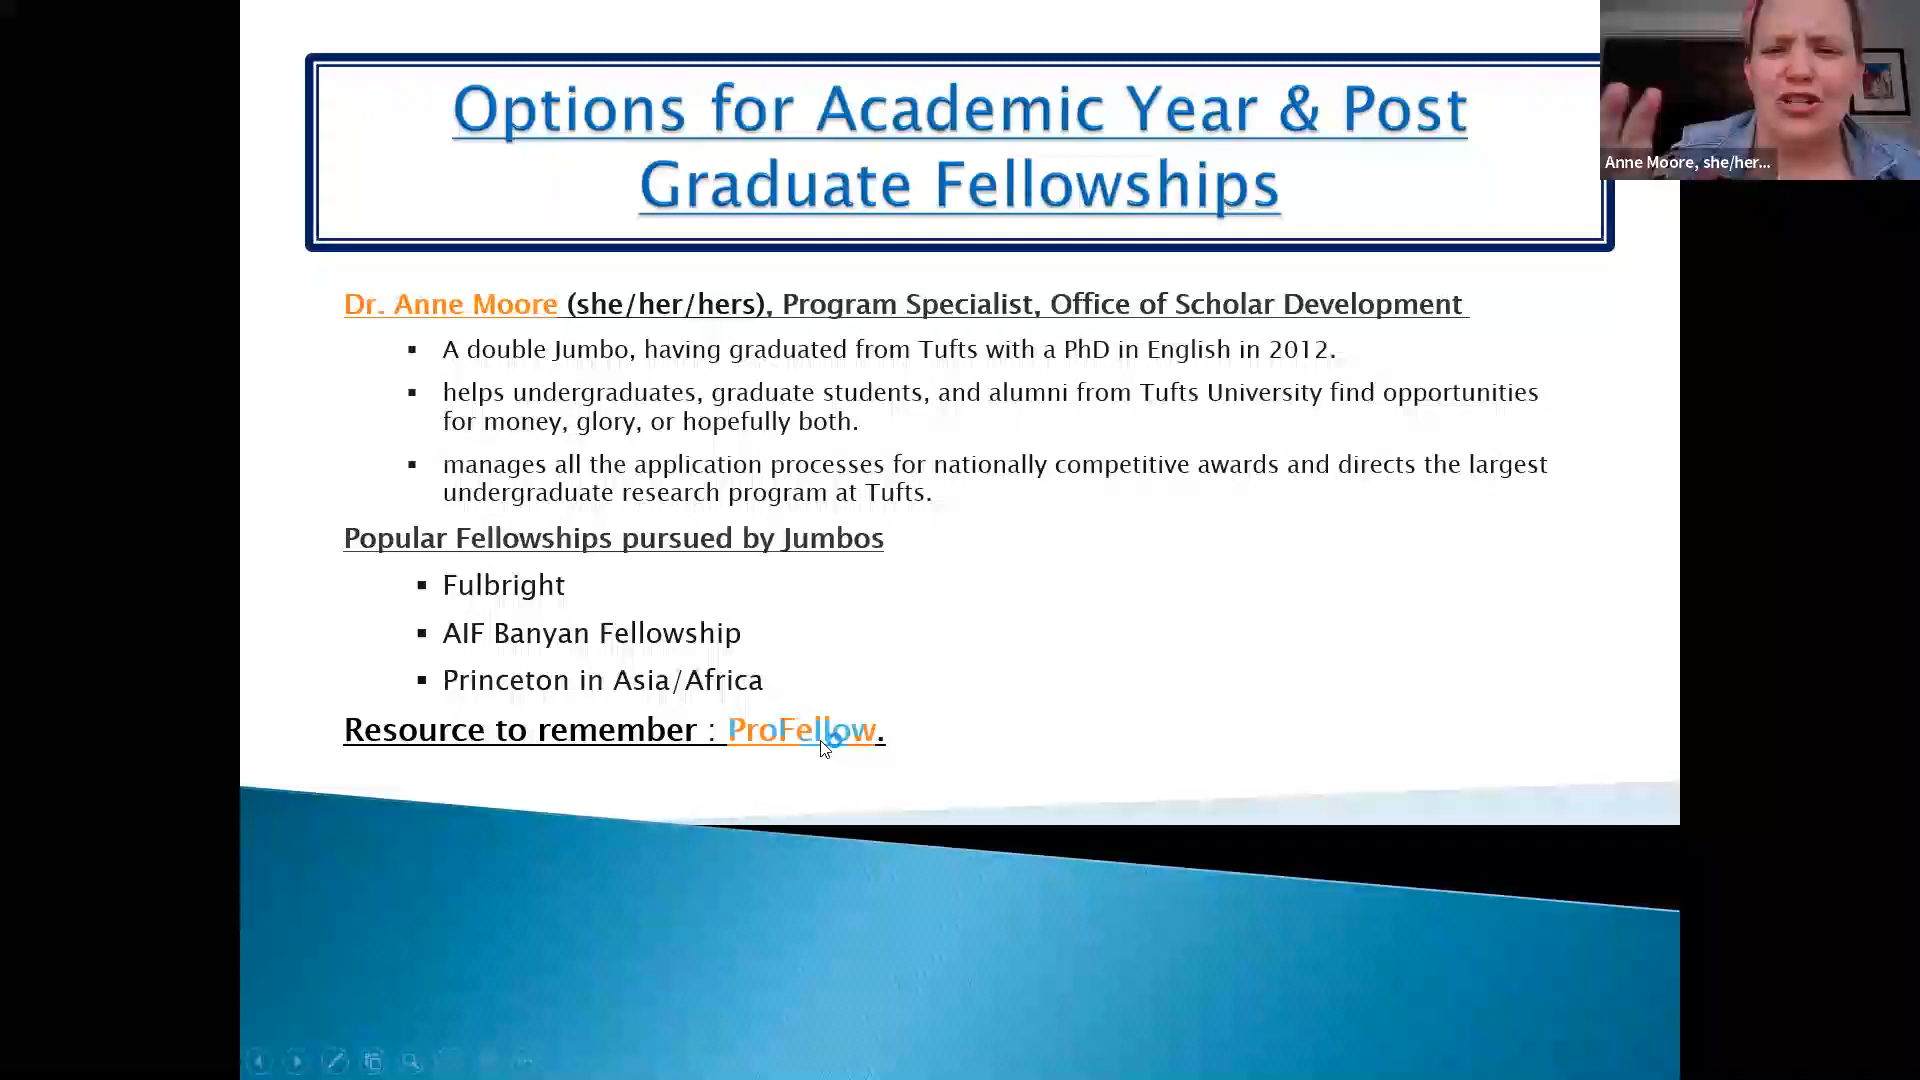 Options for Academic Year & Post
Graduate Fellowships
Anne Moore, she/her...
Dr. Anne Moore (she/her/hers), Program Specialist, Office of Scholar Development
▪ A double Jumbo, having graduated from Tufts with a PhD in English in 2012.
▪ helps undergraduates, graduate students, and alumni from Tufts University find opportunities
for money, glory, or hopefully both.
▪ manages all the application processes for nationally competitive awards and directs the largest
undergraduate research program at Tufts.
Popular Fellowships pursued by Jumbos
▪ Fulbright
▪ AIF Banyan Fellowship
▪ Princeton in Asia/Africa
Resource to remember : ProFellow.